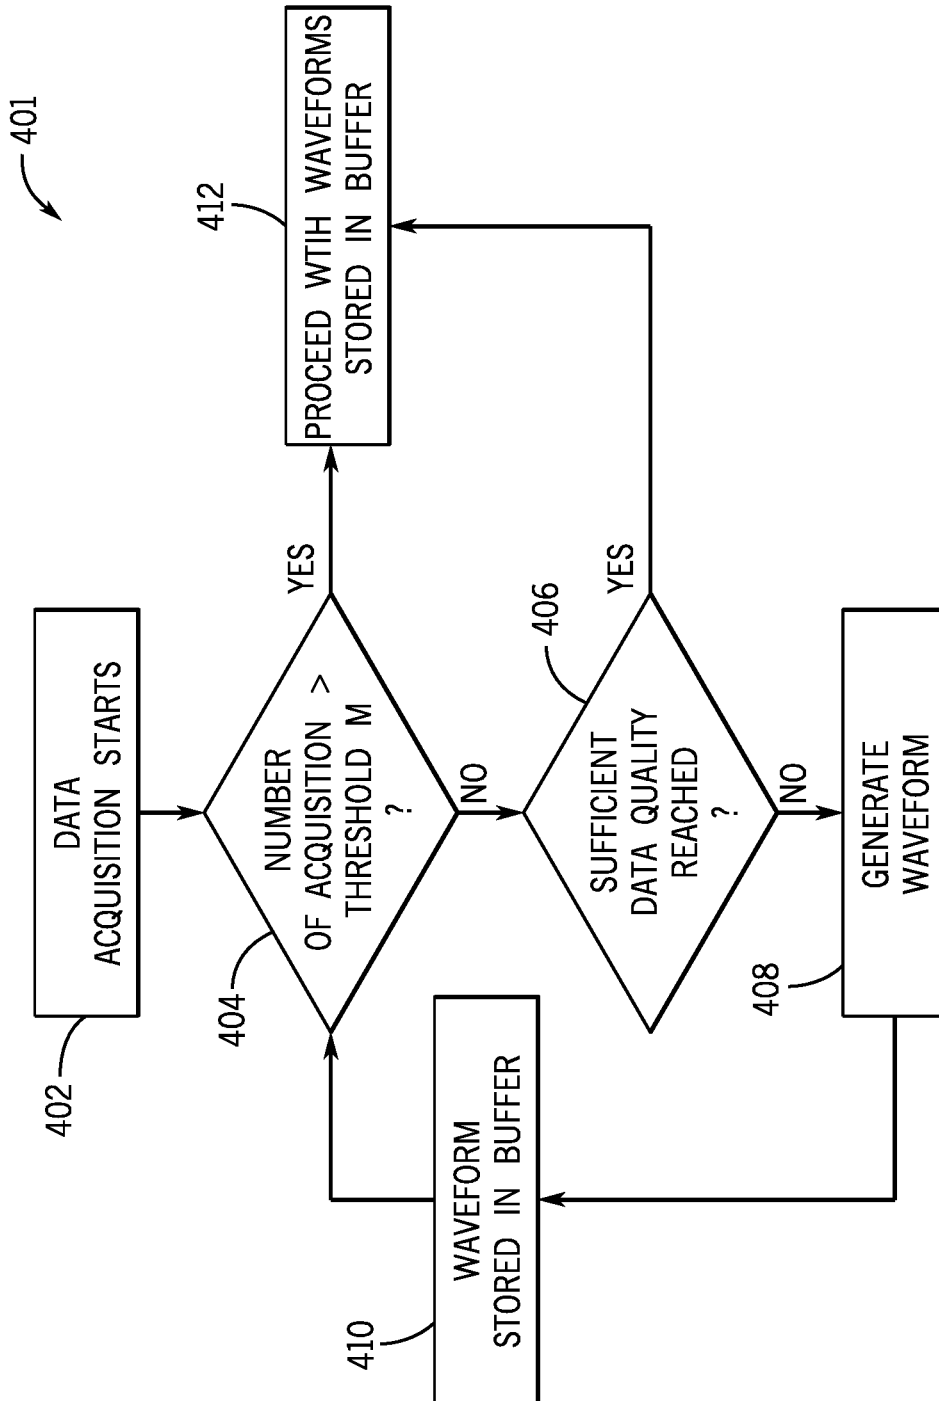 401
DATA
ACQUISITION STARTS
402
NUMBER
OF ACQUISITION >
THRESHOLD M
?
404
YES
PROCEED WTIH WAVEFORMS
STORED IN BUFFER
412
NO
SUFFICIENT
DATA QUALITY
REACHED
?
406
YES
NO
GENERATE
WAVEFORM
408
WAVEFORM
STORED IN BUFFER
410